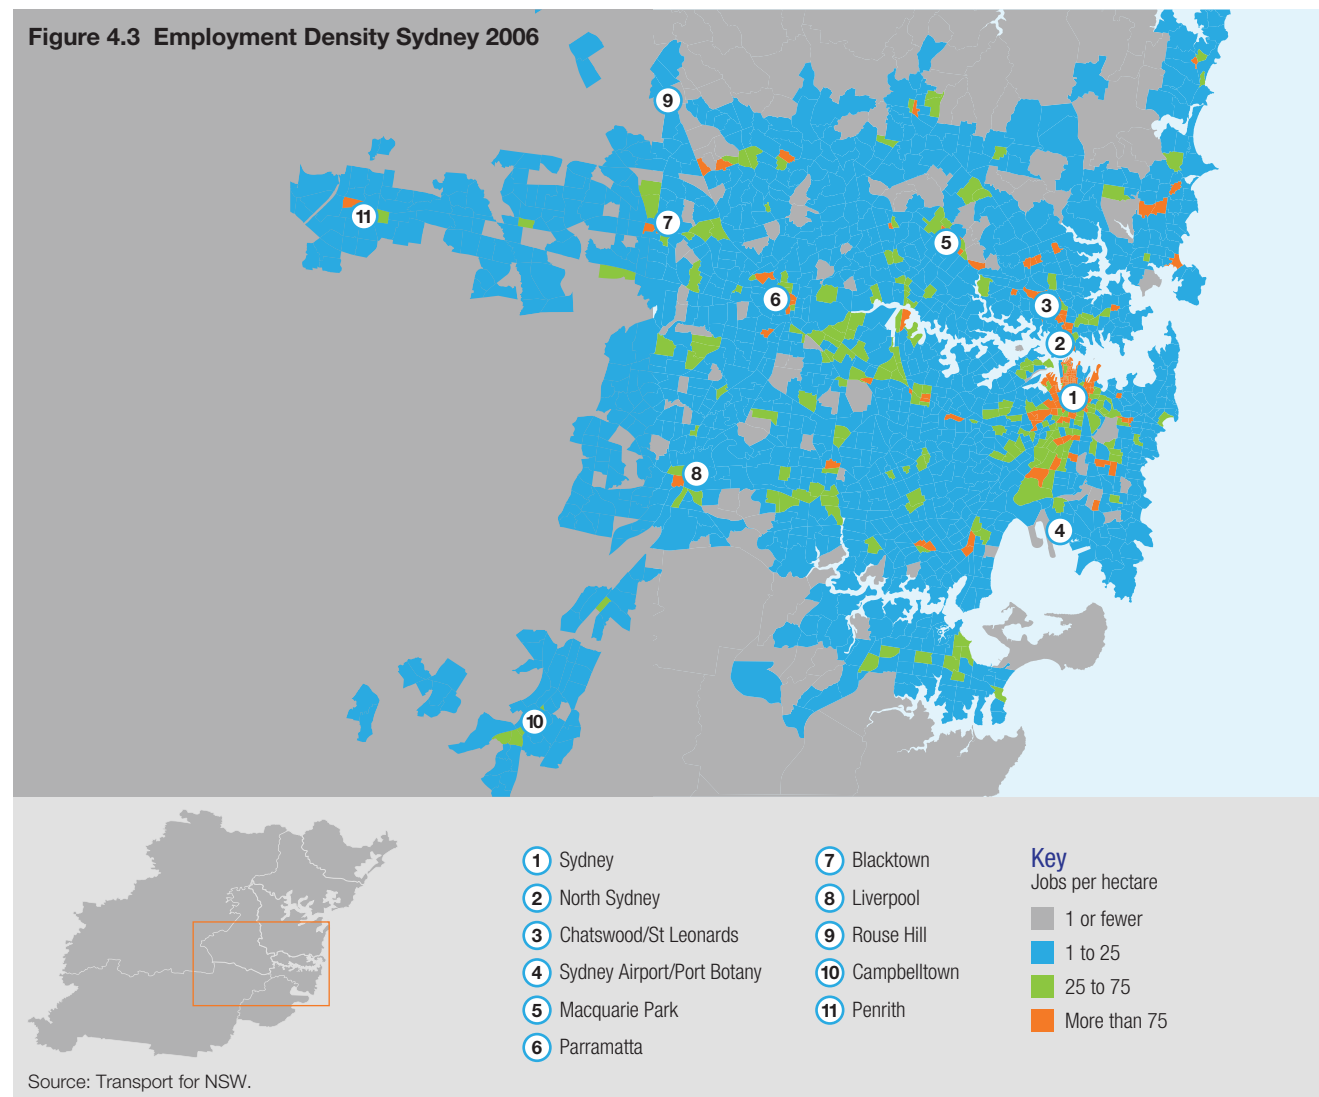 Figure 4.3 Employment Density Sydney 2006
9
11
7
5
6
3
2
1
8
4
10
1 Sydney
2 North Sydney
3 Chatswood/St Leonards
4 Sydney Airport/Port Botany
5 Macquarie Park
6 Parramatta
7 Blacktown
8 Liverpool
9 Rouse Hill
10 Campbelltown
11 Penrith
Key
Jobs per hectare
1 or fewer
1 to 25
25 to 75
More than 75
Source: Transport for NSW.